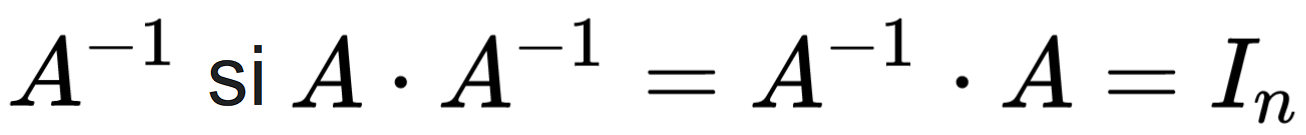 A⁻¹ si A · A⁻¹ = A⁻¹ · A = Iₙ